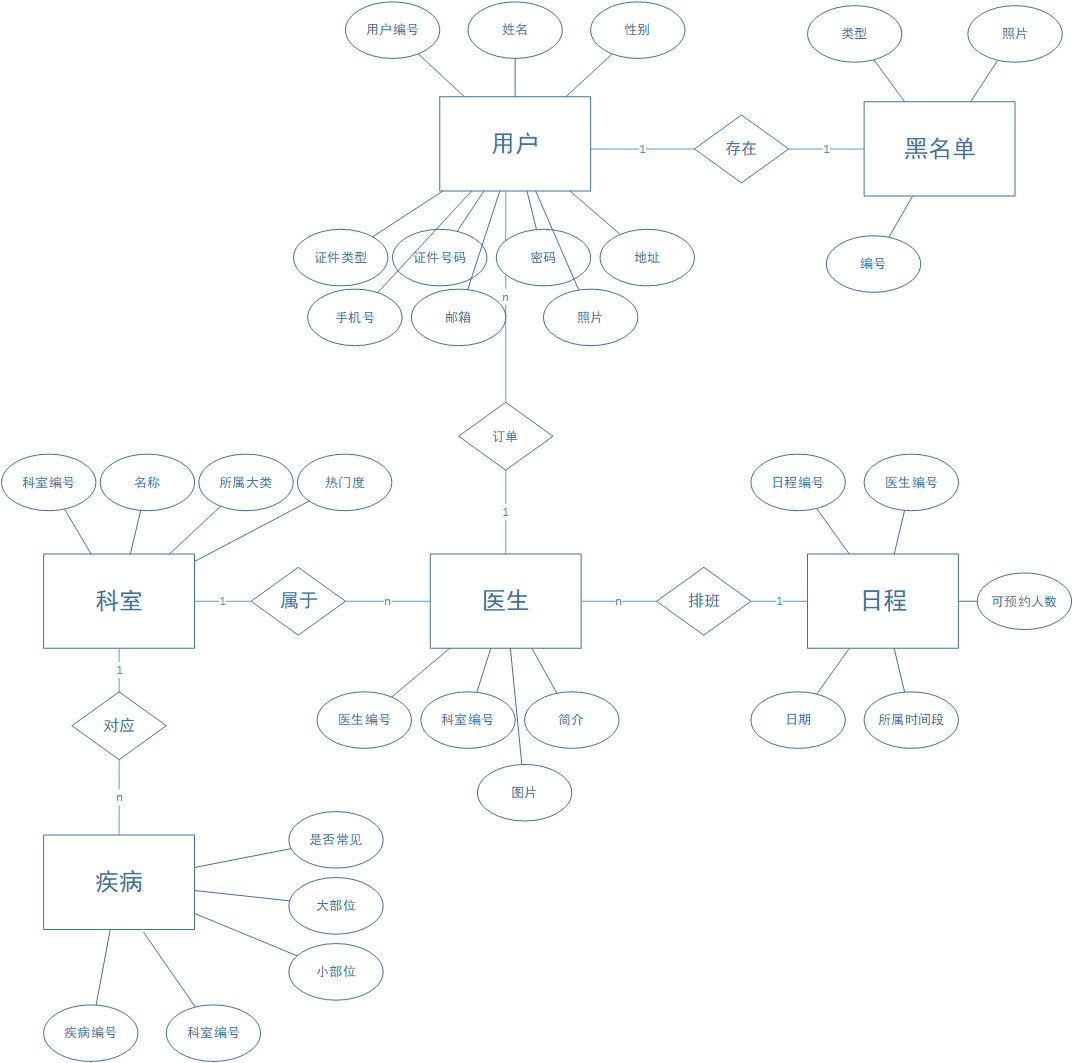 用户编号
姓名
性别
类型
照片
用户
1
存在
1
黑名单
证件类型
证件号码
密码
地址
编号
n
手机号
邮箱
照片
订单
科室编号
名称
所属大类
热门度
日程编号
医生编号
1
科室
1
属于
n
医生
n
排班
1
日程
可预约人数
1
对应
医生编号
科室编号
简介
日期
所属时间段
n
图片
是否常见
疾病
大部位
小部位
疾病编号
科室编号